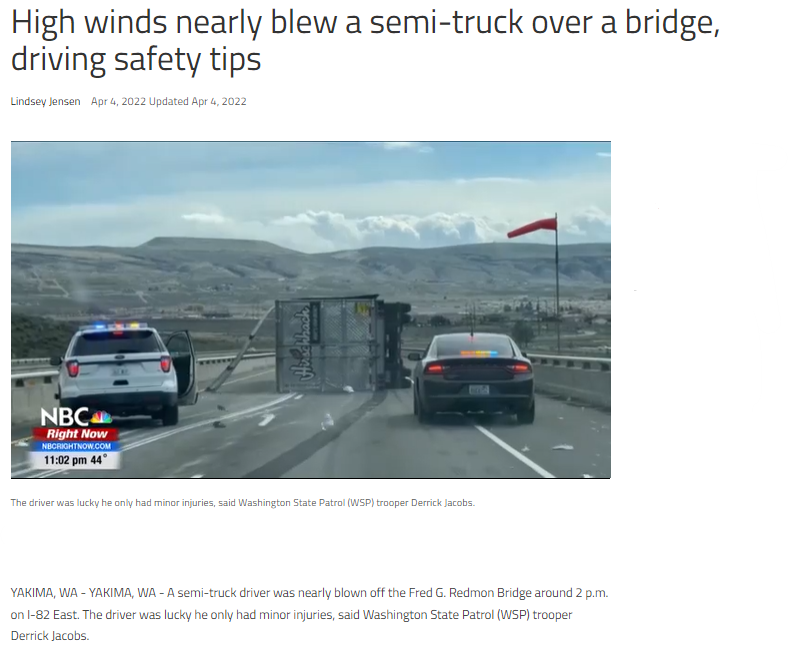 High winds nearly blew a semi-truck over a bridge,
driving safety tips
Lindsey Jensen Apr 4, 2022 Updated Apr 4, 2022
Hirschbach
NBC
Right Now
NBCRIGHTNOW.COM
11:02 pm 44°
The driver was lucky he only had minor injuries, said Washington State Patrol (WSP) trooper Derrick Jacobs.
YAKIMA, WA - YAKIMA, WA - A semi-truck driver was nearly blown off the Fred G. Redmon Bridge around 2 p.m.
on I-82 East. The driver was lucky he only had minor injuries, said Washington State Patrol (WSP) trooper
Derrick Jacobs.